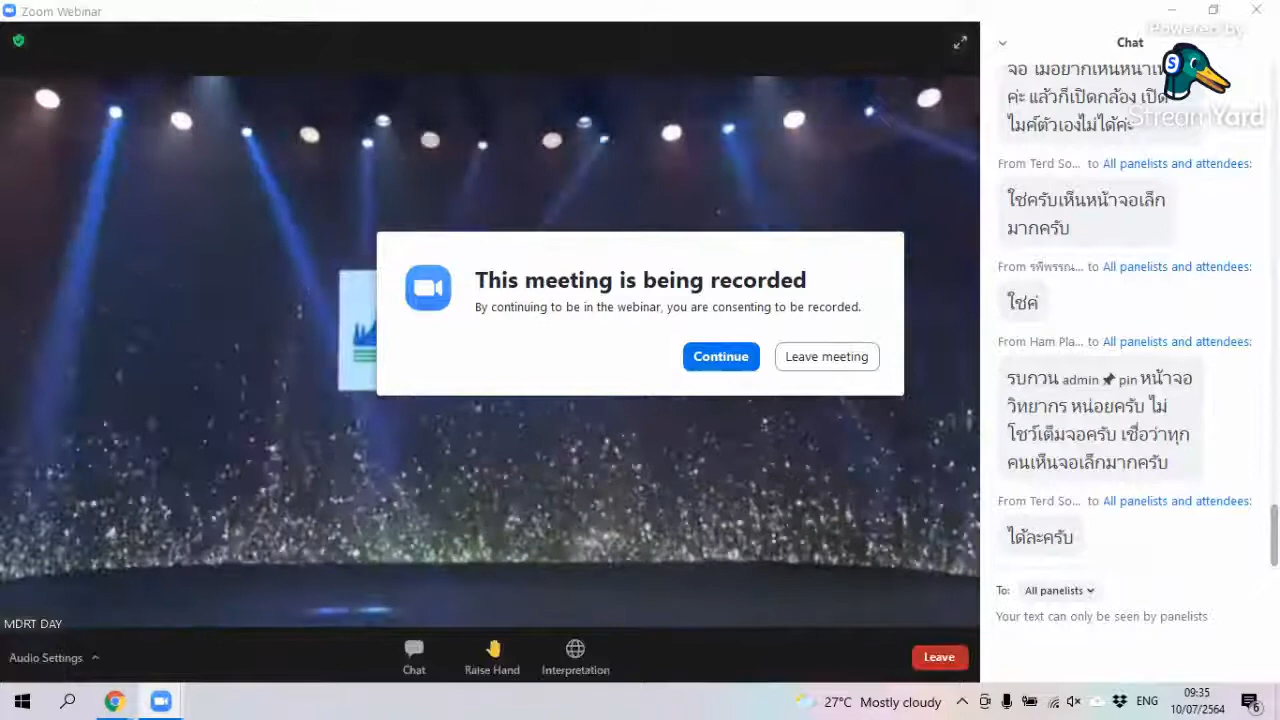 Zoom Webinar
Powered by
StreamYard
Chat
ค่ะ แล้วก็เปิดกล้อง เปิด
ไมค์ตัวเองไม่ได้ค่ะ
From Terd So... to All panelists and attendees:
ใช่ครับเห็นหน้าจอเล็ก
มากครับ
From รพีพรรณ... to All panelists and attendees:
ใช่ค่
From Ham Pla... to All panelists and attendees:
รบกวน admin 📌 pin หน้าจอ
วิทยากร หน่อยครับ ไม่
โชว์เต็มจอครับ เชื่อว่าทุก
คนเห็นจอเล็กมากครับ
From Terd So... to All panelists and attendees:
ได้ละครับ
To: All panelists
Your text can only be seen by panelists
This meeting is being recorded
By continuing to be in the webinar, you are consenting to be recorded.
Continue
Leave meeting
MDRT DAY
Audio Settings
Chat
Raise Hand
Interpretation
Leave
27°C Mostly cloudy
ENG
09:35
10/07/2564
6